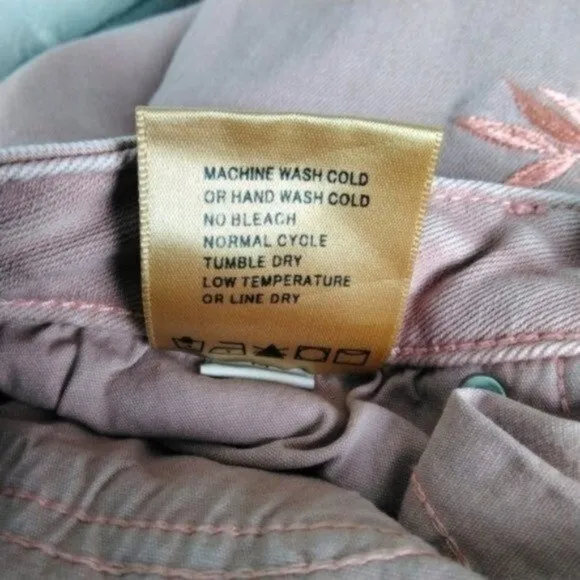 MACHINE WASH COLD
OR HAND WASH COLD
NO BLEACH
NORMAL CYCLE
TUMBLE DRY
LOW TEMPERATURE
OR LINE DRY